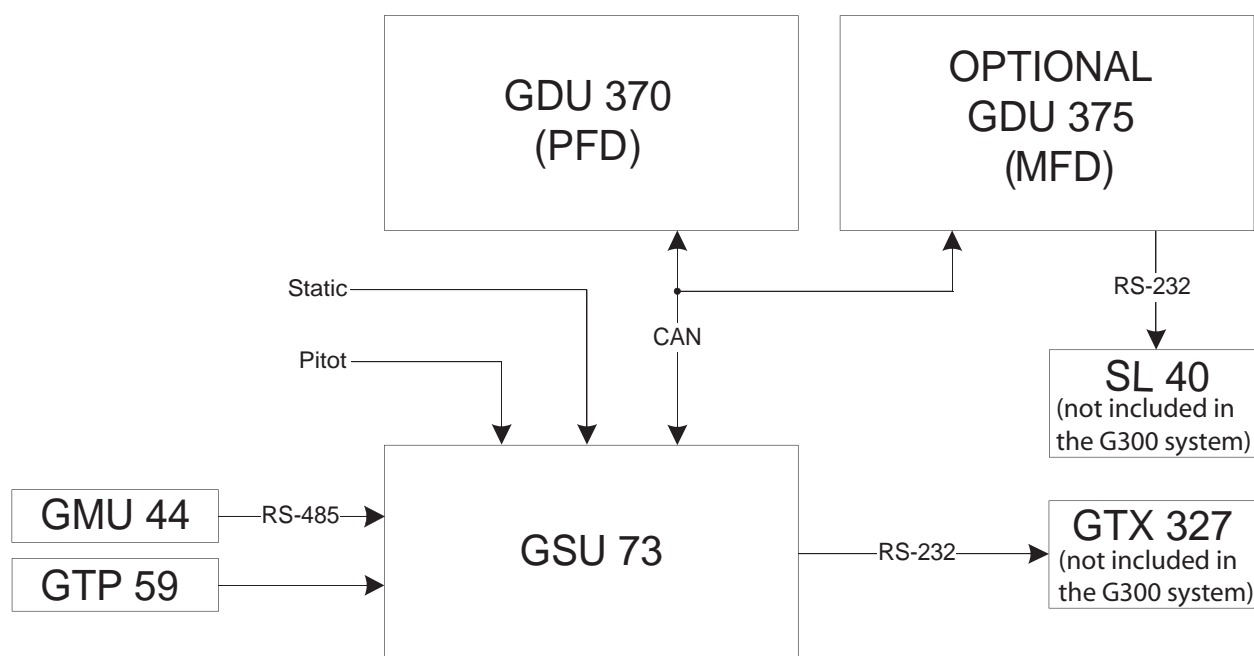 GDU 370
(PFD)
OPTIONAL
GDU 375
(MFD)
Static
Pitot
CAN
RS-232
SL 40
(not included in
the G300 system)
GMU 44
RS-485
GTP 59
GSU 73
RS-232
GTX 327
(not included in
the G300 system)